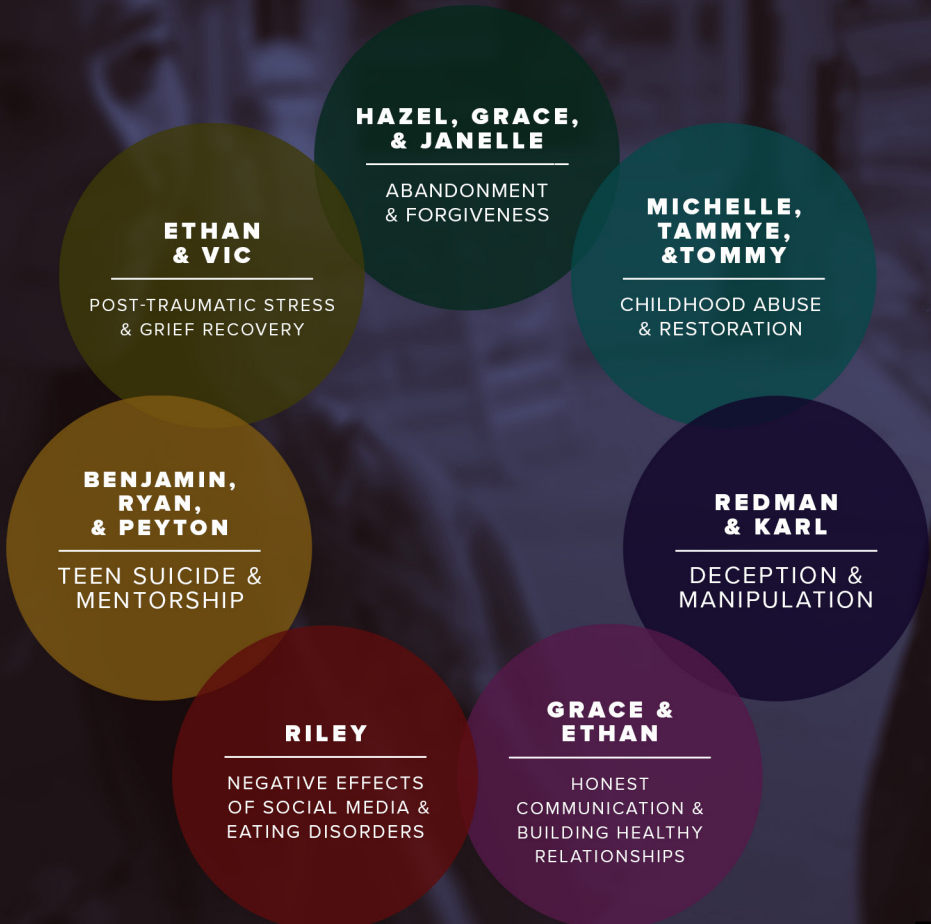 HAZEL, GRACE,
& JANELLE
ABANDONMENT
& FORGIVENESS
MICHELLE,
TAMMYE,
&TOMMY
CHILDHOOD ABUSE
& RESTORATION
REDMAN
& KARL
DECEPTION &
MANIPULATION
GRACE &
ETHAN
HONEST
COMMUNICATION &
BUILDING HEALTHY
RELATIONSHIPS
RILEY
NEGATIVE EFFECTS
OF SOCIAL MEDIA &
EATING DISORDERS
BENJAMIN,
RYAN,
& PEYTON
TEEN SUICIDE &
MENTORSHIP
ETHAN
& VIC
POST-TRAUMATIC STRESS
& GRIEF RECOVERY